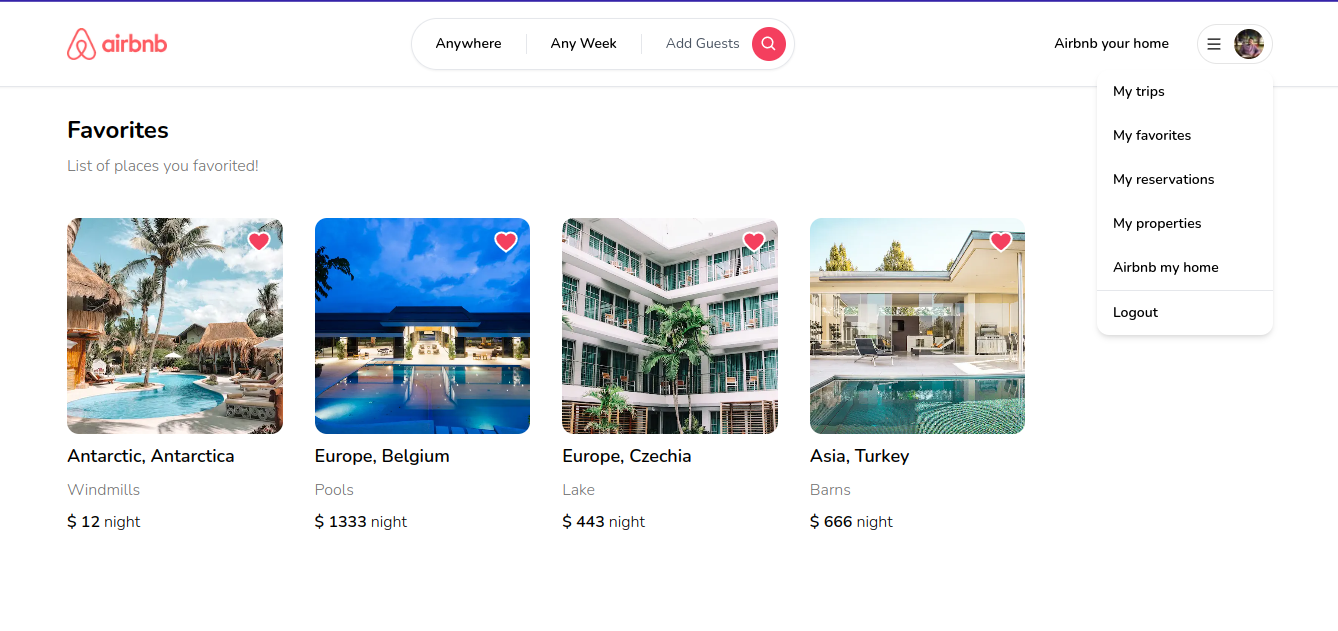 airbnb
Anywhere
Any Week
Add Guests
Airbnb your home
My trips
My favorites
My reservations
My properties
Airbnb my home
Logout
Favorites
List of places you favorited!
Antarctic, Antarctica
Windmills
$ 12 night
Europe, Belgium
Pools
$ 1333 night
Europe, Czechia
Lake
$ 443 night
Asia, Turkey
Barns
$ 666 night